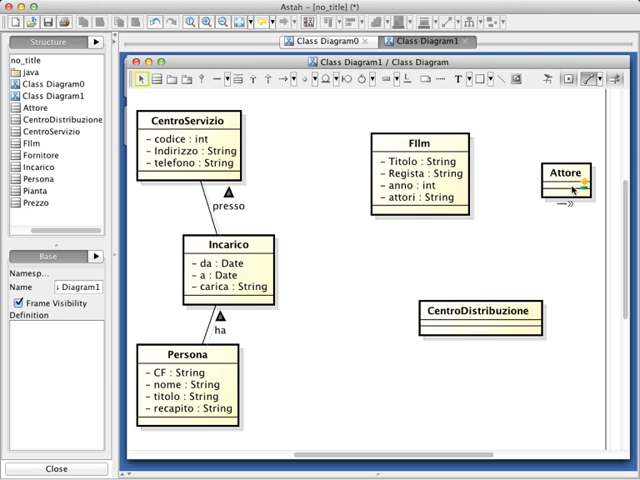 Astah - [no_title] (*)
Structure
no_title
java
Class Diagram0
Class Diagram1
Attore
CentroDistribuzione
CentroServizio
FIlm
Fornitore
Incarico
Persona
Pianta
Prezzo
Base
Namesp...
Name
Diagram1
Frame Visibility
Definition
Close
Class Diagram0
Class Diagram1
Class Diagram1 / Class Diagram
T
CentroServizio
- codice : int
- Indirizzo : String
- telefono : String
presso
Incarico
- da : Date
- a : Date
- carica : String
ha
Persona
- CF : String
- nome : String
- titolo : String
- recapito : String
FIlm
- Titolo : String
- Regista : String
- anno : int
- attori : String
Attore
CentroDistribuzione